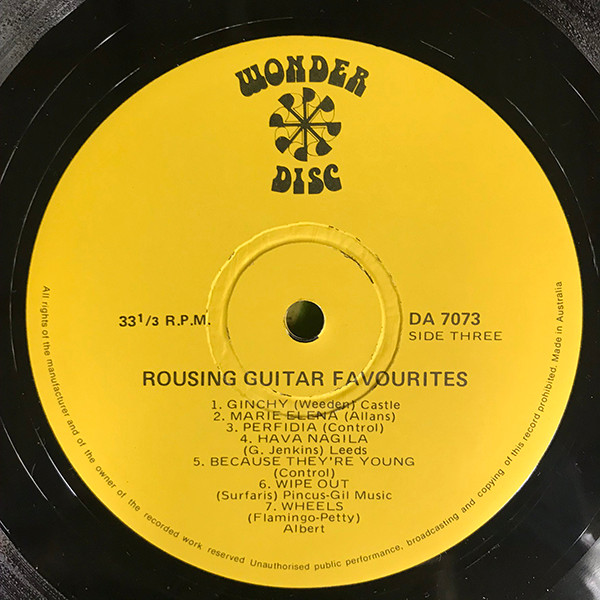 WONDER
DISC
33 1/3 R.P.M.
DA 7073
SIDE THREE
ROUSING GUITAR FAVOURITES
1. GINCHY (Weeden) Castle
2. MARIE ELENA (Allans)
3. PERFIDIA (Control)
4. HAVA NAGILA
(G. Jenkins) Leeds
5. BECAUSE THEY'RE YOUNG
(Control)
6. WIPE OUT
(Surfaris) Pincus-Gil Music
7. WHEELS
(Flamingo-Petty)
Albert
All rights of the manufacturer and of the owner of the recorded work reserved Unauthorised public performance, broadcasting and copying of this record prohibited. Made in Australia